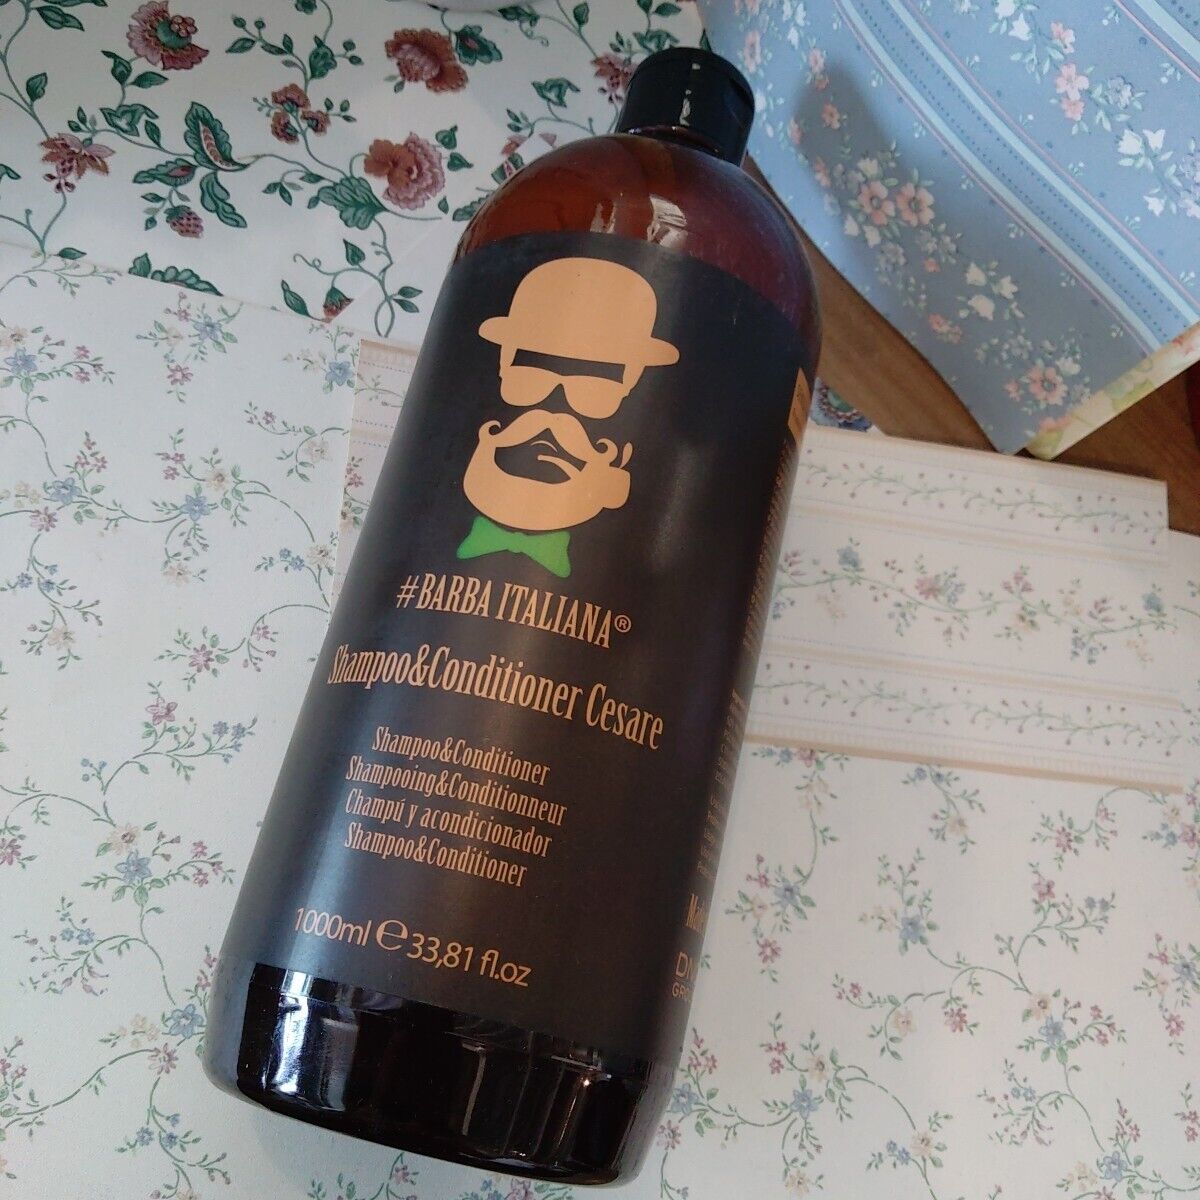 #BARBA ITALIANA®
Shampoo&Conditioner Cesare
Shampoo&Conditioner
Shampooing&Conditionneur
Champú y acondicionador
Shampoo&Conditioner
1000ml ℮ 33,81 fl.oz